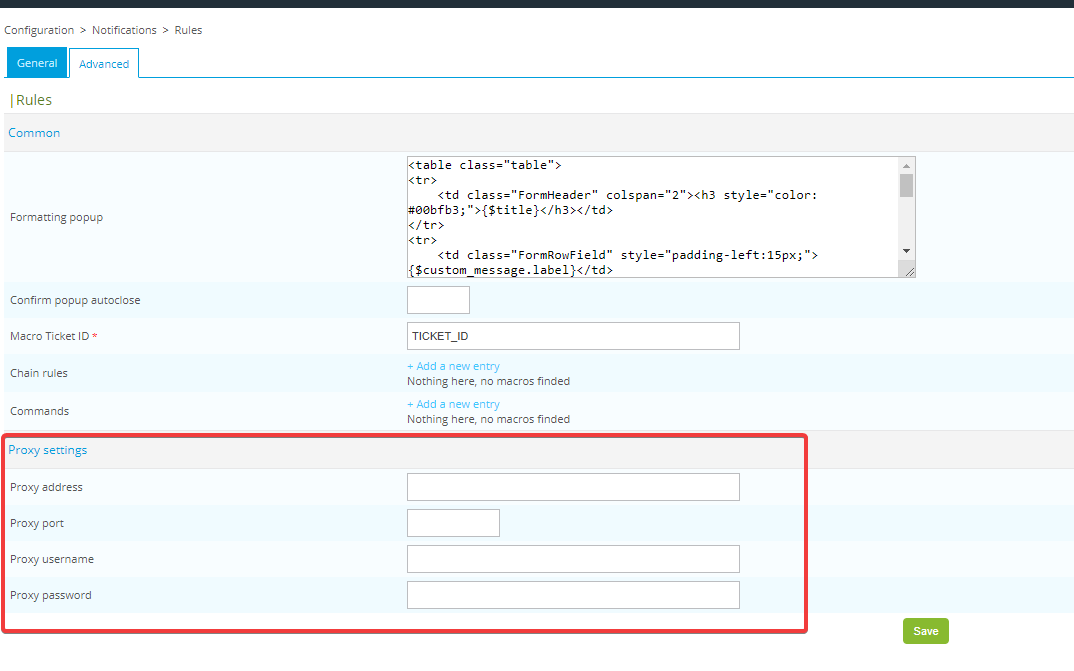 Configuration > Notifications > Rules
General Advanced
|Rules
Common
Formatting popup
<table class="table">
<tr>
<td class="FormHeader" colspan="2"><h3 style="color:
#00bfb3;">{$title}</h3></td>
</tr>
<tr>
<td class="FormRowField" style="padding-left:15px;">
{$custom_message.label}</td>
Confirm popup autoclose
Macro Ticket ID * TICKET_ID
Chain rules + Add a new entry
Nothing here, no macros finded
Commands + Add a new entry
Nothing here, no macros finded
Proxy settings
Proxy address
Proxy port
Proxy username
Proxy password
Save